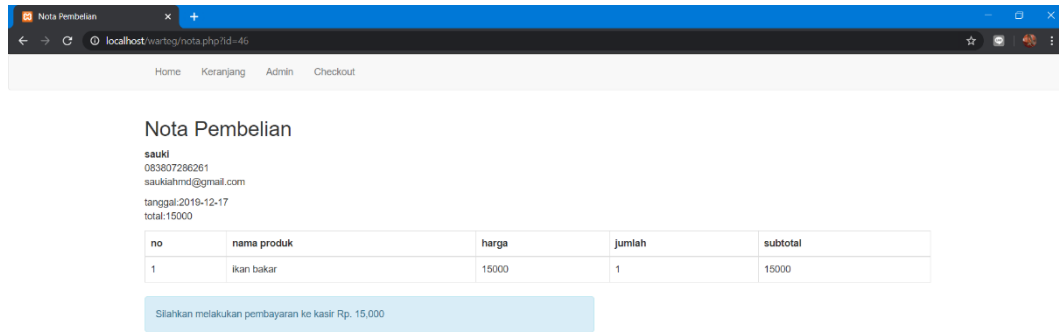 Nota Pembelian
localhost/warteg/nota.php?id=46
Home Keranjang Admin Checkout
Nota Pembelian
sauki
083807286261
saukiahmd@gmail.com
tanggal:2019-12-17
total:15000
no nama produk harga jumlah subtotal
1 ikan bakar 15000 1 15000
Silahkan melakukan pembayaran ke kasir Rp. 15,000